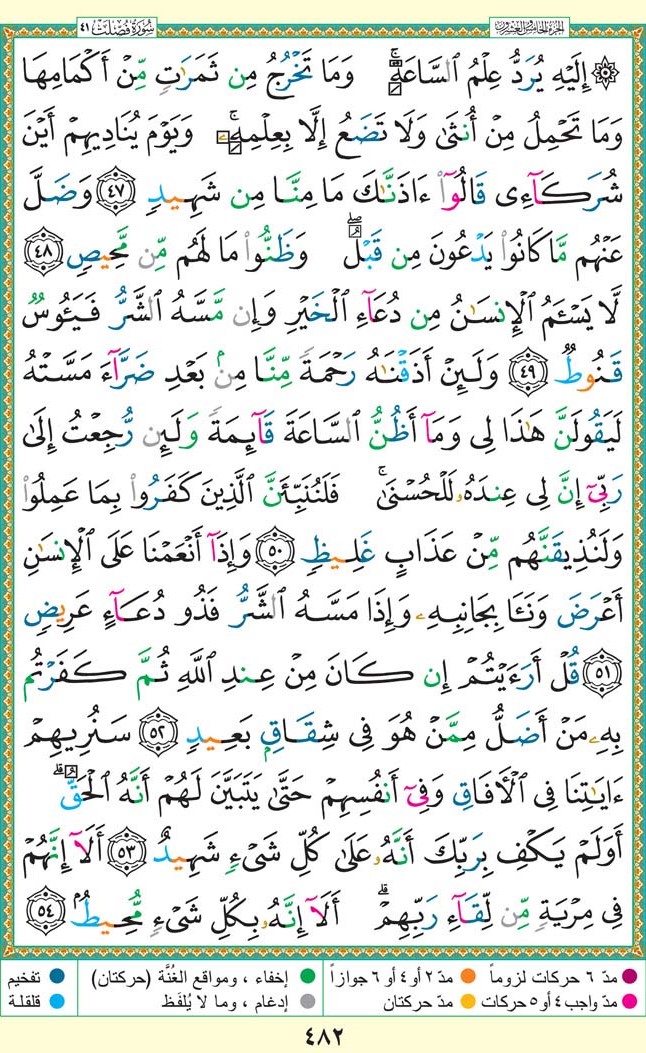 الجزء الخامس والعشرون
سُورَة فُصِّلَت ٤١
۞ إِلَيْهِ يُرَدُّ عِلْمُ ٱلسَّاعَةِۚ وَمَا تَخْرُجُ مِن ثَمَرَٰتٍ مِّنْ أَكْمَامِهَا
وَمَا تَحْمِلُ مِنْ أُنثَىٰ وَلَا تَضَعُ إِلَّا بِعِلْمِهِۦۚ وَيَوْمَ يُنَادِيهِمْ أَيْنَ
شُرَكَآءِى قَالُوٓا۟ ءَاذَنَّٰكَ مَا مِنَّا مِن شَهِيدٍ ٤٧ وَضَلَّ
عَنْهُم مَّا كَانُوا۟ يَدْعُونَ مِن قَبْلُۖ وَظَنُّوا۟ مَا لَهُم مِّن مَّحِيصٍ ٤٨
لَّا يَسْـَٔمُ ٱلْإِنسَٰنُ مِن دُعَآءِ ٱلْخَيْرِ وَإِن مَّسَّهُ ٱلشَّرُّ فَيَـُٔوسٌ
قَنُوطٌ ٤٩ وَلَئِنْ أَذَقْنَٰهُ رَحْمَةً مِّنَّا مِنۢ بَعْدِ ضَرَّآءَ مَسَّتْهُ
لَيَقُولَنَّ هَٰذَا لِى وَمَآ أَظُنُّ ٱلسَّاعَةَ قَآئِمَةً وَلَئِن رُّجِعْتُ إِلَىٰ
رَبِّىٓ إِنَّ لِى عِندَهُۥ لَلْحُسْنَىٰۚ فَلَنُنَبِّئَنَّ ٱلَّذِينَ كَفَرُوا۟ بِمَا عَمِلُوا۟
وَلَنُذِيقَنَّهُم مِّنْ عَذَابٍ غَلِيظٍ ٥٠ وَإِذَآ أَنْعَمْنَا عَلَى ٱلْإِنسَٰنِ
أَعْرَضَ وَنَـَٔا بِجَانِبِهِۦ وَإِذَا مَسَّهُ ٱلشَّرُّ فَذُو دُعَآءٍ عَرِيضٍ
٥١ قُلْ أَرَءَيْتُمْ إِن كَانَ مِنْ عِندِ ٱللَّهِ ثُمَّ كَفَرْتُم
بِهِۦ مَنْ أَضَلُّ مِمَّنْ هُوَ فِى شِقَاقٍۭ بَعِيدٍ ٥٢ سَنُرِيهِمْ
ءَايَٰتِنَا فِى ٱلْـَٔافَاقِ وَفِىٓ أَنفُسِهِمْ حَتَّىٰ يَتَبَيَّنَ لَهُمْ أَنَّهُ ٱلْحَقُّۗ
أَوَلَمْ يَكْفِ بِرَبِّكَ أَنَّهُۥ عَلَىٰ كُلِّ شَىْءٍ شَهِيدٌ ٥٣ أَلَآ إِنَّهُمْ
فِى مِرْيَةٍ مِّن لِّقَآءِ رَبِّهِمْۗ أَلَآ إِنَّهُۥ بِكُلِّ شَىْءٍ مُّحِيطٌۢ ٥٤
مدّ ٦ حركات لزوماً مدّ ٢ أو ٤ أو ٦ جوازاً إخفاء ، ومواقع الغُنَّة (حركتان) تفخيم
مدّ واجب ٤ أو ٥ حركات مدّ حركتان إدغام ، وما لا يُلفَظ قلقلة
٤٨٢